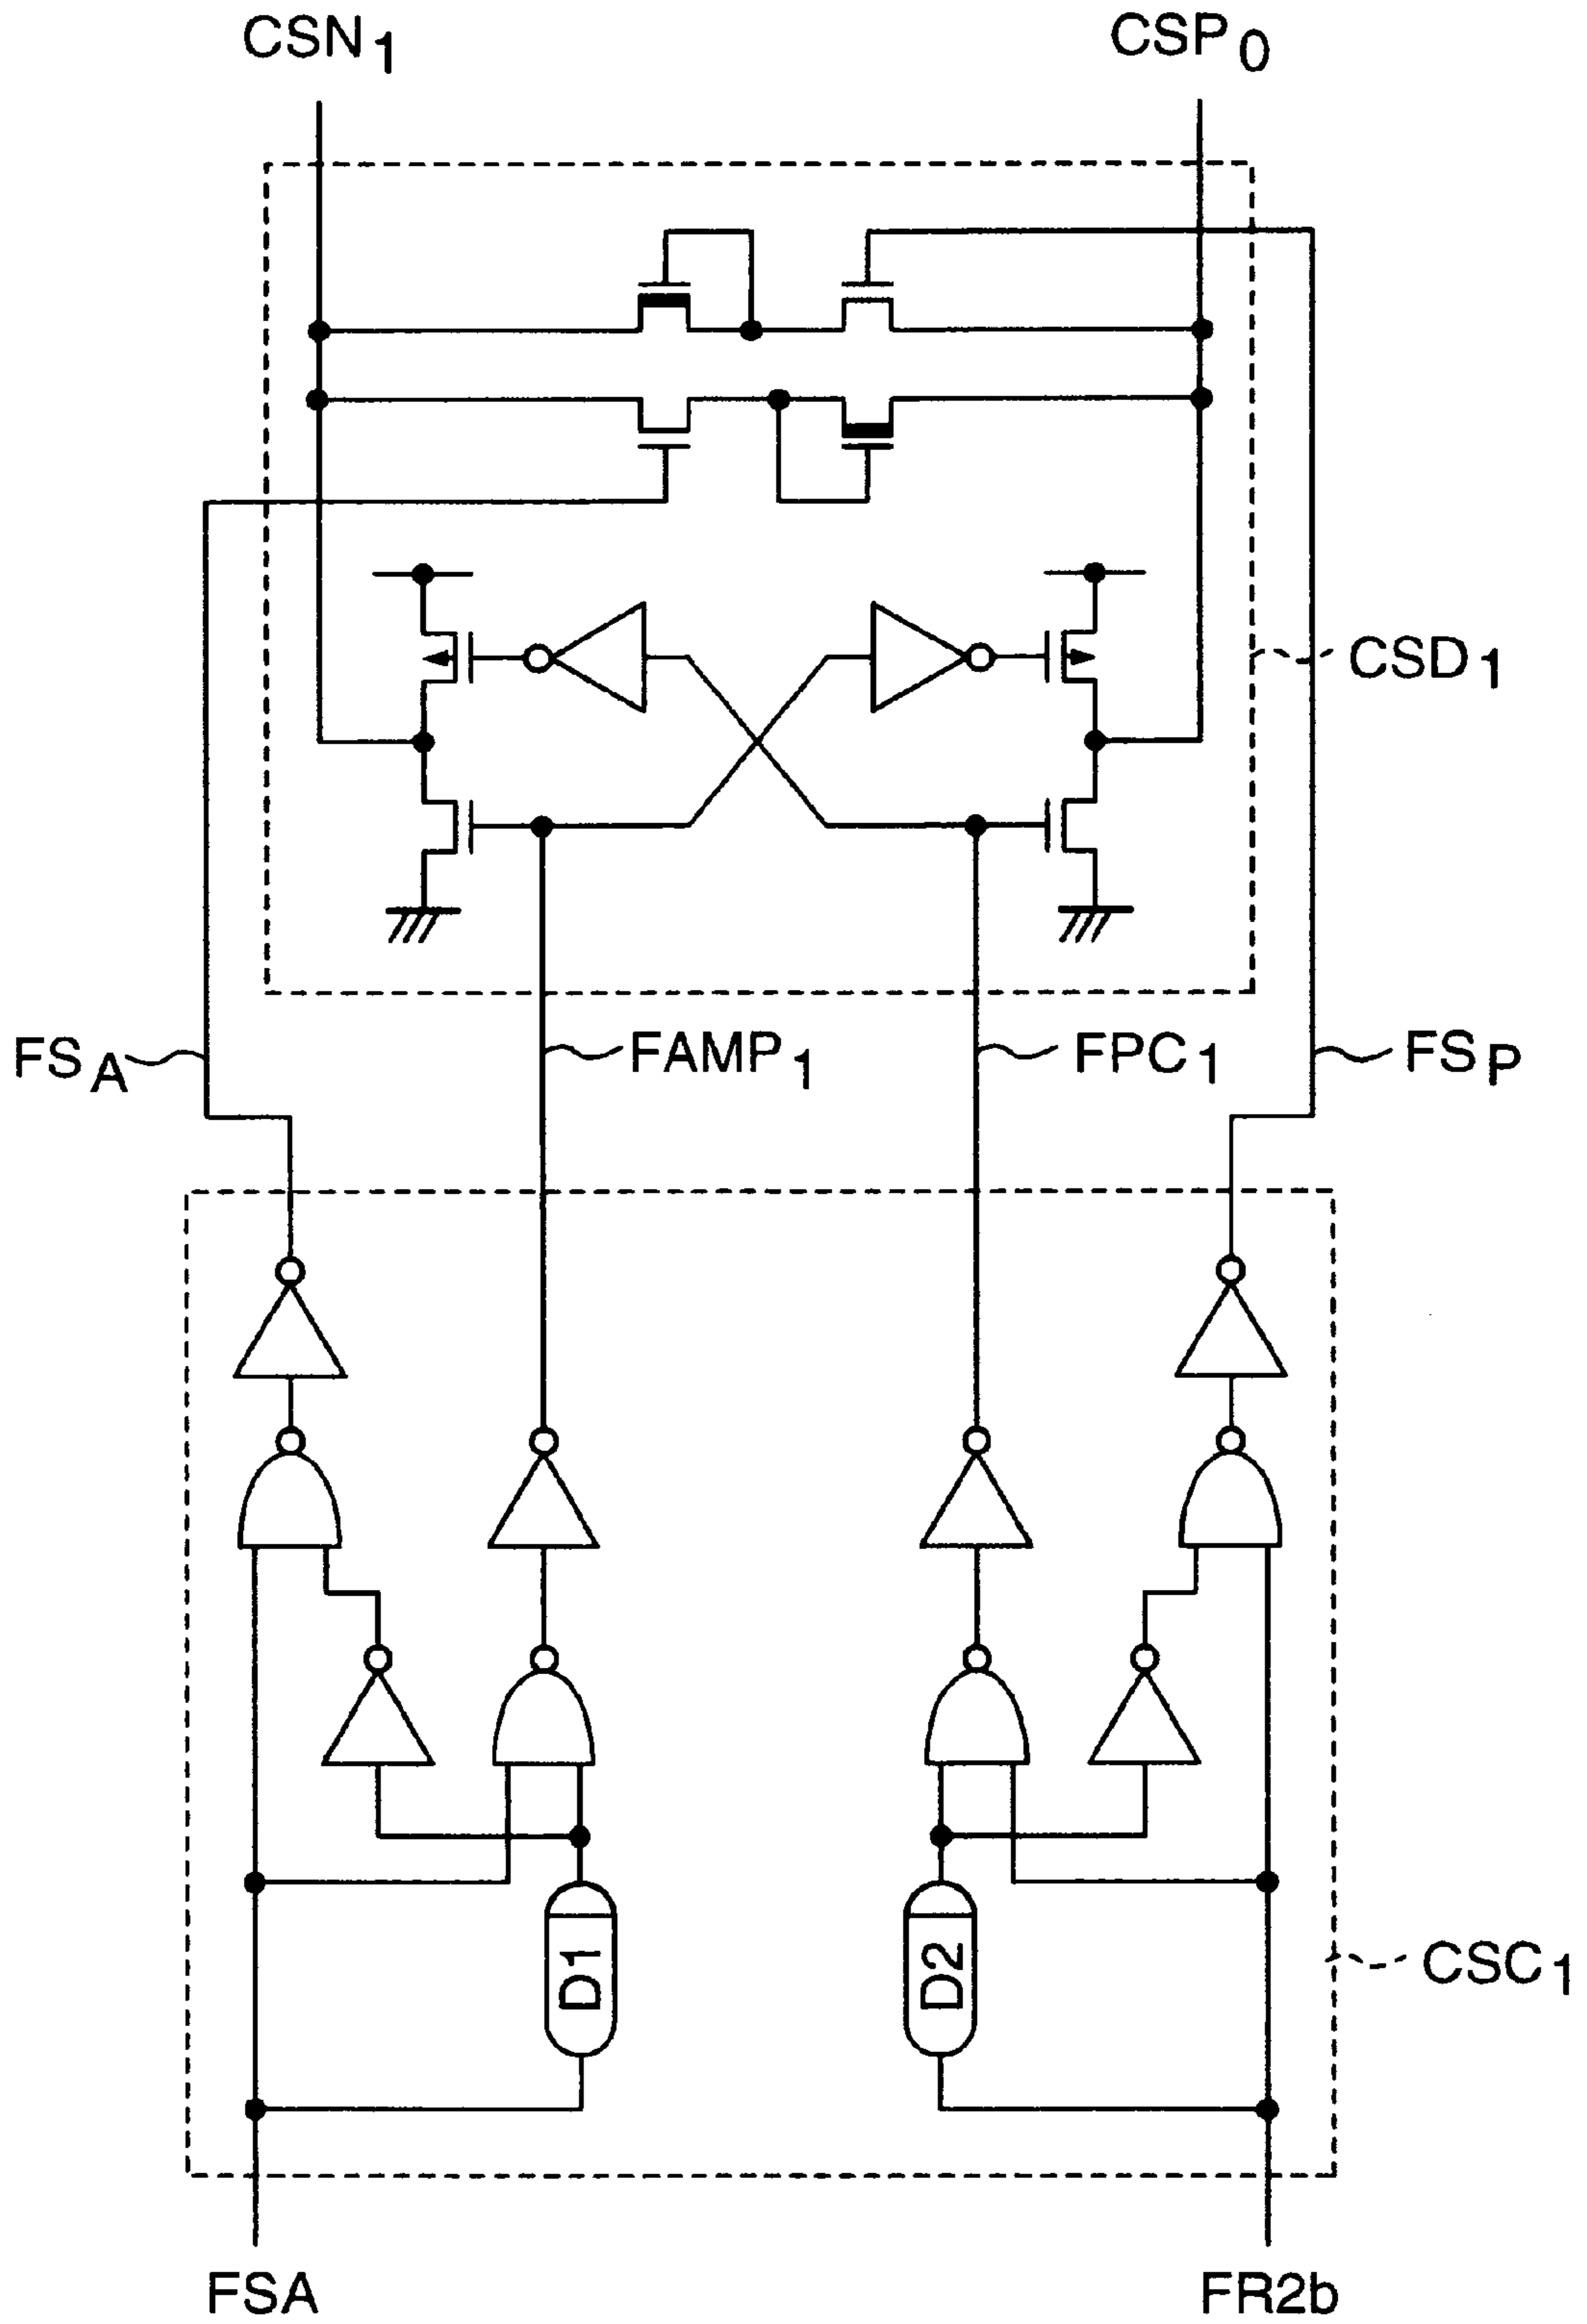 CSN1
CSP0
CSD1
FSA
FAMP1
FPC1
FSP
D1
D2
CSC1
FSA
FR2b